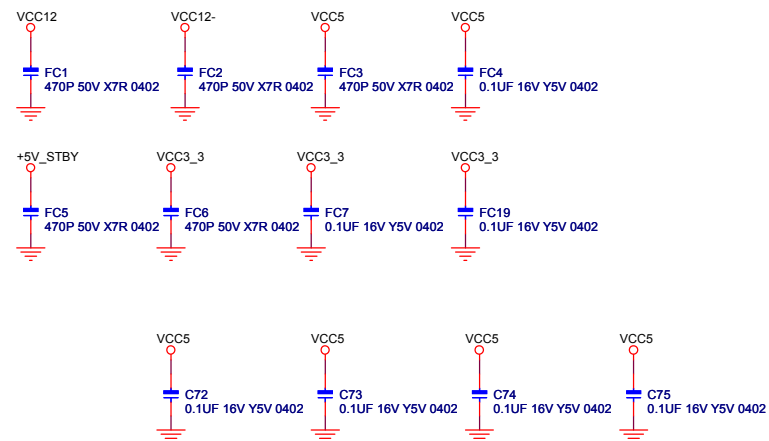 VCC12 VCC12- VCC5 VCC5
FC1 FC2 FC3 FC4
470P 50V X7R 0402 470P 50V X7R 0402 470P 50V X7R 0402 0.1UF 16V Y5V 0402
+5V_STBY VCC3_3 VCC3_3 VCC3_3
FC5 FC6 FC7 FC19
470P 50V X7R 0402 470P 50V X7R 0402 0.1UF 16V Y5V 0402 0.1UF 16V Y5V 0402
VCC5 VCC5 VCC5 VCC5
C72 C73 C74 C75
0.1UF 16V Y5V 0402 0.1UF 16V Y5V 0402 0.1UF 16V Y5V 0402 0.1UF 16V Y5V 0402